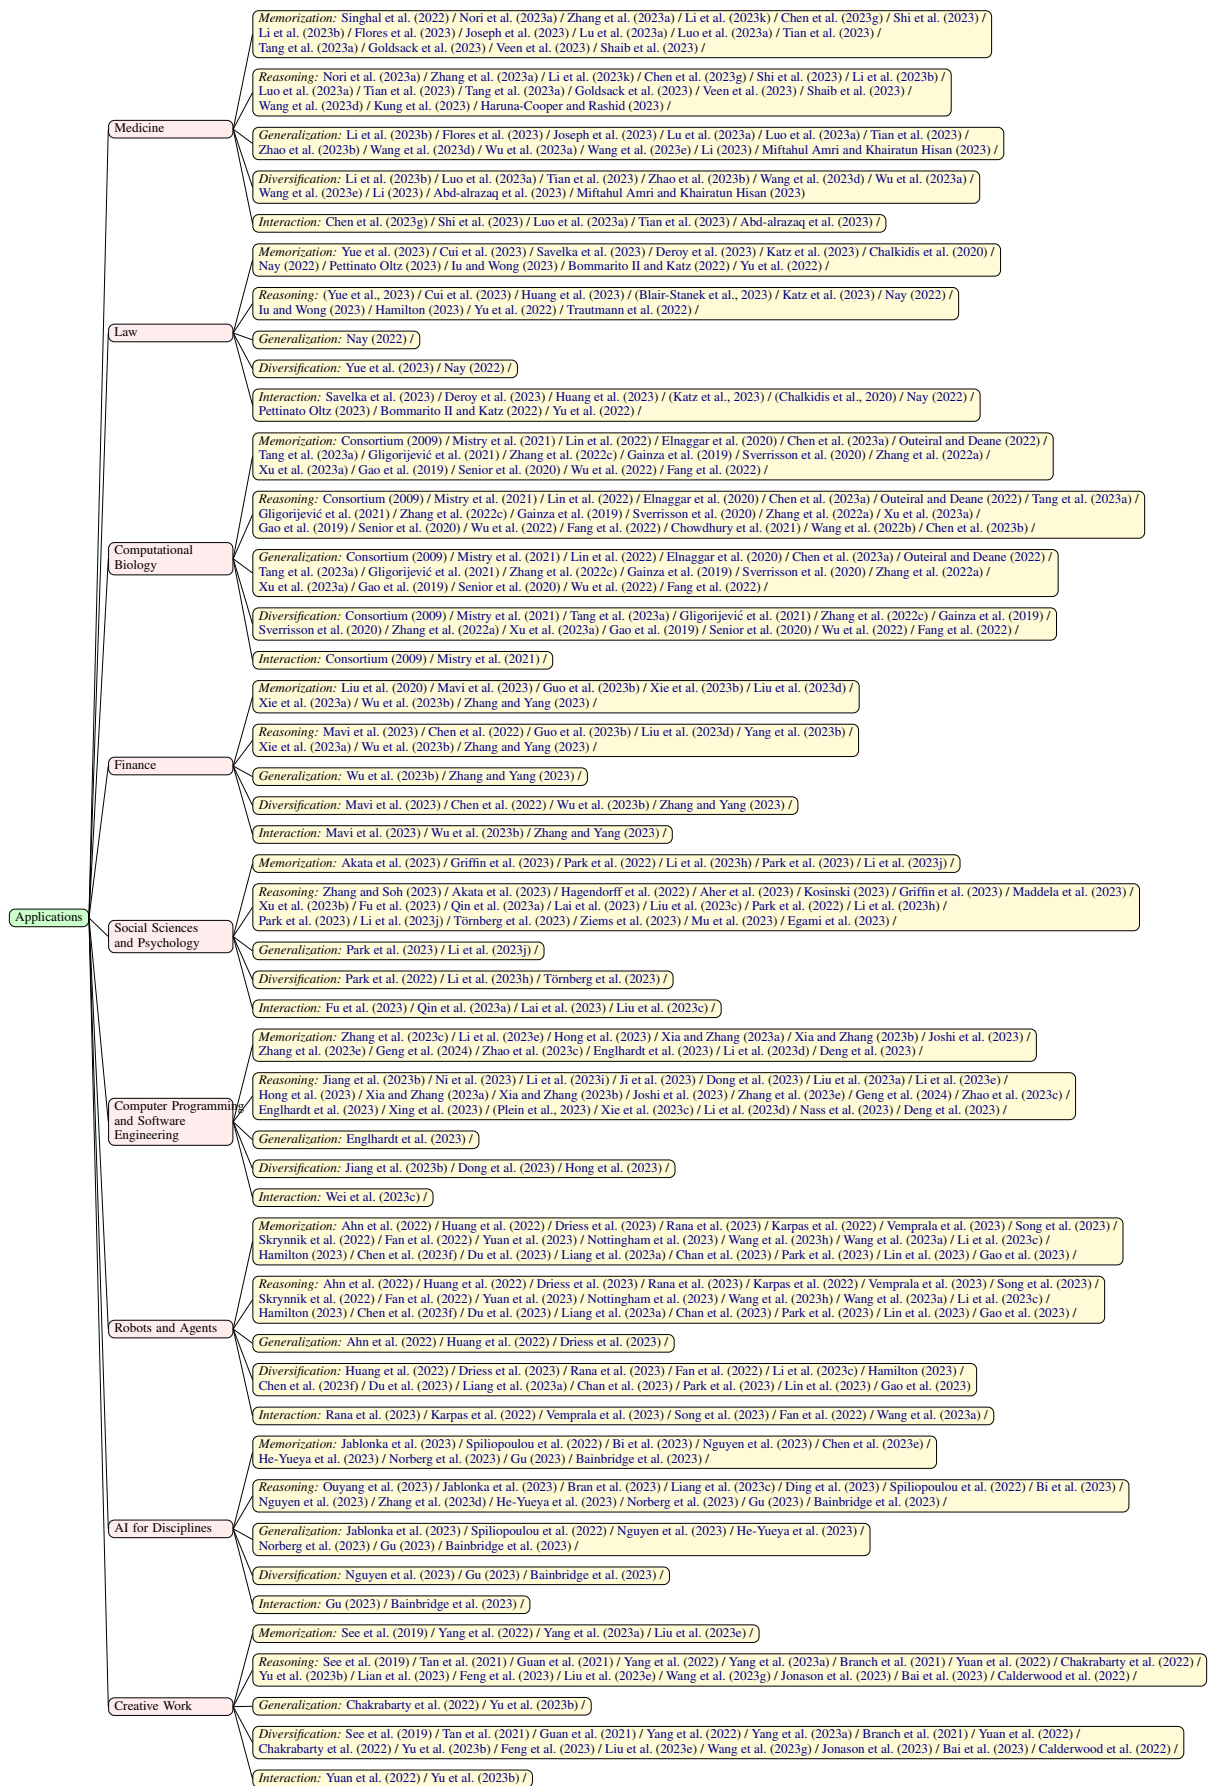 Applications
Medicine
Memorization: Singhal et al. (2022) / Nori et al. (2023a) / Zhang et al. (2023a) / Li et al. (2023k) / Chen et al. (2023g) / Shi et al. (2023) /
Li et al. (2023b) / Flores et al. (2023) / Joseph et al. (2023) / Lu et al. (2023a) / Luo et al. (2023a) / Tian et al. (2023) /
Tang et al. (2023a) / Goldsack et al. (2023) / Veen et al. (2023) / Shaib et al. (2023) /
Reasoning: Nori et al. (2023a) / Zhang et al. (2023a) / Li et al. (2023k) / Chen et al. (2023g) / Shi et al. (2023) / Li et al. (2023b) /
Luo et al. (2023a) / Tian et al. (2023) / Tang et al. (2023a) / Goldsack et al. (2023) / Veen et al. (2023) / Shaib et al. (2023) /
Wang et al. (2023d) / Kung et al. (2023) / Haruna-Cooper and Rashid (2023) /
Generalization: Li et al. (2023b) / Flores et al. (2023) / Joseph et al. (2023) / Lu et al. (2023a) / Luo et al. (2023a) / Tian et al. (2023) /
Zhao et al. (2023b) / Wang et al. (2023d) / Wu et al. (2023a) / Wang et al. (2023e) / Li (2023) / Miftahul Amri and Khairatun Hisan (2023) /
Diversification: Li et al. (2023b) / Luo et al. (2023a) / Tian et al. (2023) / Zhao et al. (2023b) / Wang et al. (2023d) / Wu et al. (2023a) /
Wang et al. (2023e) / Li (2023) / Abd-alrazaq et al. (2023) / Miftahul Amri and Khairatun Hisan (2023)
Interaction: Chen et al. (2023g) / Shi et al. (2023) / Luo et al. (2023a) / Tian et al. (2023) / Abd-alrazaq et al. (2023) /
Law
Memorization: Yue et al. (2023) / Cui et al. (2023) / Savelka et al. (2023) / Deroy et al. (2023) / Katz et al. (2023) / Chalkidis et al. (2020) /
Nay (2022) / Pettinato Oltz (2023) / Iu and Wong (2023) / Bommarito II and Katz (2022) / Yu et al. (2022) /
Reasoning: (Yue et al., 2023) / Cui et al. (2023) / Huang et al. (2023) / (Blair-Stanek et al., 2023) / Katz et al. (2023) / Nay (2022) /
Iu and Wong (2023) / Hamilton (2023) / Yu et al. (2022) / Trautmann et al. (2022) /
Generalization: Nay (2022) /
Diversification: Yue et al. (2023) / Nay (2022) /
Interaction: Savelka et al. (2023) / Deroy et al. (2023) / Huang et al. (2023) / (Katz et al., 2023) / (Chalkidis et al., 2020) / Nay (2022) /
Pettinato Oltz (2023) / Bommarito II and Katz (2022) / Yu et al. (2022) /
Computational
Biology
Memorization: Consortium (2009) / Mistry et al. (2021) / Lin et al. (2022) / Elnaggar et al. (2020) / Chen et al. (2023a) / Outeiral and Deane (2022) /
Tang et al. (2023a) / Gligorijević et al. (2021) / Zhang et al. (2022c) / Gainza et al. (2019) / Sverrisson et al. (2020) / Zhang et al. (2022a) /
Xu et al. (2023a) / Gao et al. (2019) / Senior et al. (2020) / Wu et al. (2022) / Fang et al. (2022) /
Reasoning: Consortium (2009) / Mistry et al. (2021) / Lin et al. (2022) / Elnaggar et al. (2020) / Chen et al. (2023a) / Outeiral and Deane (2022) / Tang et al. (2023a) /
Gligorijević et al. (2021) / Zhang et al. (2022c) / Gainza et al. (2019) / Sverrisson et al. (2020) / Zhang et al. (2022a) / Xu et al. (2023a) /
Gao et al. (2019) / Senior et al. (2020) / Wu et al. (2022) / Fang et al. (2022) / Chowdhury et al. (2021) / Wang et al. (2022b) / Chen et al. (2023b) /
Generalization: Consortium (2009) / Mistry et al. (2021) / Lin et al. (2022) / Elnaggar et al. (2020) / Chen et al. (2023a) / Outeiral and Deane (2022) /
Tang et al. (2023a) / Gligorijević et al. (2021) / Zhang et al. (2022c) / Gainza et al. (2019) / Sverrisson et al. (2020) / Zhang et al. (2022a) /
Xu et al. (2023a) / Gao et al. (2019) / Senior et al. (2020) / Wu et al. (2022) / Fang et al. (2022) /
Diversification: Consortium (2009) / Mistry et al. (2021) / Tang et al. (2023a) / Gligorijević et al. (2021) / Zhang et al. (2022c) / Gainza et al. (2019) /
Sverrisson et al. (2020) / Zhang et al. (2022a) / Xu et al. (2023a) / Gao et al. (2019) / Senior et al. (2020) / Wu et al. (2022) / Fang et al. (2022) /
Interaction: Consortium (2009) / Mistry et al. (2021) /
Finance
Memorization: Liu et al. (2020) / Mavi et al. (2023) / Guo et al. (2023b) / Xie et al. (2023b) / Liu et al. (2023d) /
Xie et al. (2023a) / Wu et al. (2023b) / Zhang and Yang (2023) /
Reasoning: Mavi et al. (2023) / Chen et al. (2022) / Guo et al. (2023b) / Liu et al. (2023d) / Yang et al. (2023b) /
Xie et al. (2023a) / Wu et al. (2023b) / Zhang and Yang (2023) /
Generalization: Wu et al. (2023b) / Zhang and Yang (2023) /
Diversification: Mavi et al. (2023) / Chen et al. (2022) / Wu et al. (2023b) / Zhang and Yang (2023) /
Interaction: Mavi et al. (2023) / Wu et al. (2023b) / Zhang and Yang (2023) /
Social Sciences
and Psychology
Memorization: Akata et al. (2023) / Griffin et al. (2023) / Park et al. (2022) / Li et al. (2023h) / Park et al. (2023) / Li et al. (2023j) /
Reasoning: Zhang and Soh (2023) / Akata et al. (2023) / Hagendorff et al. (2022) / Aher et al. (2023) / Kosinski (2023) / Griffin et al. (2023) / Maddela et al. (2023) /
Xu et al. (2023b) / Fu et al. (2023) / Qin et al. (2023a) / Lai et al. (2023) / Liu et al. (2023c) / Park et al. (2022) / Li et al. (2023h) /
Park et al. (2023) / Li et al. (2023j) / Törnberg et al. (2023) / Ziems et al. (2023) / Mu et al. (2023) / Egami et al. (2023) /
Generalization: Park et al. (2023) / Li et al. (2023j) /
Diversification: Park et al. (2022) / Li et al. (2023h) / Törnberg et al. (2023) /
Interaction: Fu et al. (2023) / Qin et al. (2023a) / Lai et al. (2023) / Liu et al. (2023c) /
Computer Programming
and Software
Engineering
Memorization: Zhang et al. (2023c) / Li et al. (2023e) / Hong et al. (2023) / Xia and Zhang (2023a) / Xia and Zhang (2023b) / Joshi et al. (2023) /
Zhang et al. (2023e) / Geng et al. (2024) / Zhao et al. (2023c) / Englhardt et al. (2023) / Li et al. (2023d) / Deng et al. (2023) /
Reasoning: Jiang et al. (2023b) / Ni et al. (2023) / Li et al. (2023i) / Ji et al. (2023) / Dong et al. (2023) / Liu et al. (2023a) / Li et al. (2023e) /
Hong et al. (2023) / Xia and Zhang (2023a) / Xia and Zhang (2023b) / Joshi et al. (2023) / Zhang et al. (2023e) / Geng et al. (2024) / Zhao et al. (2023c) /
Englhardt et al. (2023) / Xing et al. (2023) / (Plein et al., 2023) / Xie et al. (2023c) / Li et al. (2023d) / Nass et al. (2023) / Deng et al. (2023) /
Generalization: Englhardt et al. (2023) /
Diversification: Jiang et al. (2023b) / Dong et al. (2023) / Hong et al. (2023) /
Interaction: Wei et al. (2023c) /
Robots and Agents
Memorization: Ahn et al. (2022) / Huang et al. (2022) / Driess et al. (2023) / Rana et al. (2023) / Karpas et al. (2022) / Vemprala et al. (2023) / Song et al. (2023) /
Skrynnik et al. (2022) / Fan et al. (2022) / Yuan et al. (2023) / Nottingham et al. (2023) / Wang et al. (2023h) / Wang et al. (2023a) / Li et al. (2023c) /
Hamilton (2023) / Chen et al. (2023f) / Du et al. (2023) / Liang et al. (2023a) / Chan et al. (2023) / Park et al. (2023) / Lin et al. (2023) / Gao et al. (2023) /
Reasoning: Ahn et al. (2022) / Huang et al. (2022) / Driess et al. (2023) / Rana et al. (2023) / Karpas et al. (2022) / Vemprala et al. (2023) / Song et al. (2023) /
Skrynnik et al. (2022) / Fan et al. (2022) / Yuan et al. (2023) / Nottingham et al. (2023) / Wang et al. (2023h) / Wang et al. (2023a) / Li et al. (2023c) /
Hamilton (2023) / Chen et al. (2023f) / Du et al. (2023) / Liang et al. (2023a) / Chan et al. (2023) / Park et al. (2023) / Lin et al. (2023) / Gao et al. (2023) /
Generalization: Ahn et al. (2022) / Huang et al. (2022) / Driess et al. (2023) /
Diversification: Huang et al. (2022) / Driess et al. (2023) / Rana et al. (2023) / Fan et al. (2022) / Li et al. (2023c) / Hamilton (2023) /
Chen et al. (2023f) / Du et al. (2023) / Liang et al. (2023a) / Chan et al. (2023) / Park et al. (2023) / Lin et al. (2023) / Gao et al. (2023)
Interaction: Rana et al. (2023) / Karpas et al. (2022) / Vemprala et al. (2023) / Song et al. (2023) / Fan et al. (2022) / Wang et al. (2023a) /
AI for Disciplines
Memorization: Jablonka et al. (2023) / Spiliopoulou et al. (2022) / Bi et al. (2023) / Nguyen et al. (2023) / Chen et al. (2023e) /
He-Yueya et al. (2023) / Norberg et al. (2023) / Gu (2023) / Bainbridge et al. (2023) /
Reasoning: Ouyang et al. (2023) / Jablonka et al. (2023) / Bran et al. (2023) / Liang et al. (2023c) / Ding et al. (2023) / Spiliopoulou et al. (2022) / Bi et al. (2023) /
Nguyen et al. (2023) / Zhang et al. (2023d) / He-Yueya et al. (2023) / Norberg et al. (2023) / Gu (2023) / Bainbridge et al. (2023) /
Generalization: Jablonka et al. (2023) / Spiliopoulou et al. (2022) / Nguyen et al. (2023) / He-Yueya et al. (2023) /
Norberg et al. (2023) / Gu (2023) / Bainbridge et al. (2023) /
Diversification: Nguyen et al. (2023) / Gu (2023) / Bainbridge et al. (2023) /
Interaction: Gu (2023) / Bainbridge et al. (2023) /
Creative Work
Memorization: See et al. (2019) / Yang et al. (2022) / Yang et al. (2023a) / Liu et al. (2023e) /
Reasoning: See et al. (2019) / Tan et al. (2021) / Guan et al. (2021) / Yang et al. (2022) / Yang et al. (2023a) / Branch et al. (2021) / Yuan et al. (2022) / Chakrabarty et al. (2022) /
Yu et al. (2023b) / Lian et al. (2023) / Feng et al. (2023) / Liu et al. (2023e) / Wang et al. (2023g) / Jonason et al. (2023) / Bai et al. (2023) / Calderwood et al. (2022) /
Generalization: Chakrabarty et al. (2022) / Yu et al. (2023b) /
Diversification: See et al. (2019) / Tan et al. (2021) / Guan et al. (2021) / Yang et al. (2022) / Yang et al. (2023a) / Branch et al. (2021) / Yuan et al. (2022) /
Chakrabarty et al. (2022) / Yu et al. (2023b) / Feng et al. (2023) / Liu et al. (2023e) / Wang et al. (2023g) / Jonason et al. (2023) / Bai et al. (2023) / Calderwood et al. (2022) /
Interaction: Yuan et al. (2022) / Yu et al. (2023b) /